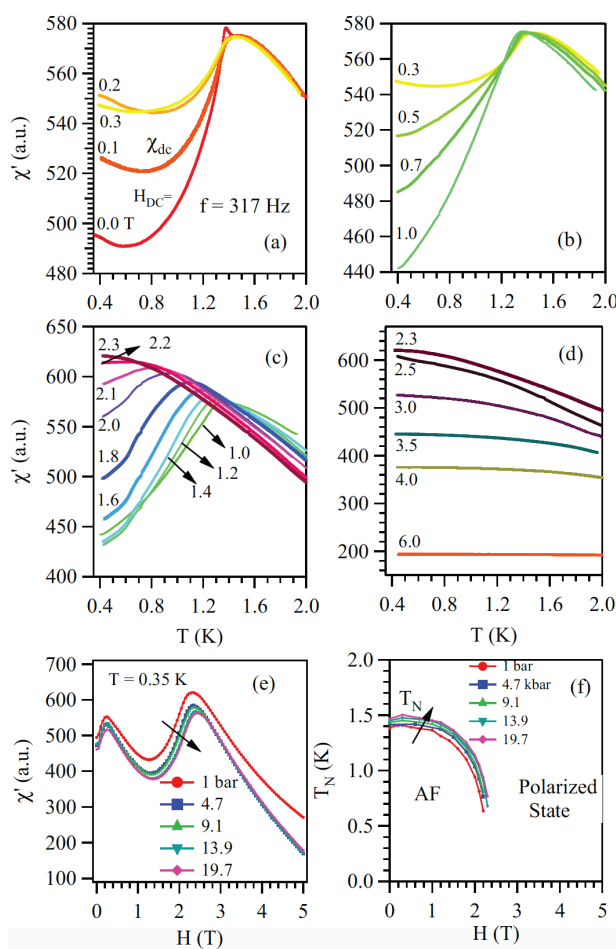 580
560
540
520
500
480
χ' (a.u.)
0.2
0.3
0.1
χdc
HDC=
0.0 T
f = 317 Hz
(a)
0.4 0.8 1.2 1.6 2.0
580
560
540
520
500
480
460
440
χ' (a.u.)
0.3
0.5
0.7
1.0
(b)
0.4 0.8 1.2 1.6 2.0
650
600
550
500
450
400
χ' (a.u.)
2.3
2.2
2.1
2.0
1.8
1.6
(c)
1.0
1.2
1.4
0.4 0.8 1.2 1.6 2.0
T (K)
600
500
400
300
200
χ' (a.u.)
2.3
2.5
3.0
3.5
4.0
6.0
(d)
0.4 0.8 1.2 1.6 2.0
T (K)
700
600
500
400
300
200
100
χ' (a.u.)
T = 0.35 K
(e)
1 bar
4.7
9.1
13.9
19.7
0 1 2 3 4 5
H (T)
2.0
1.5
1.0
0.5
0.0
TN (K)
TN
AF
1 bar
4.7 kbar
9.1
13.9
19.7
(f)
Polarized
State
0 1 2 3 4 5
H (T)